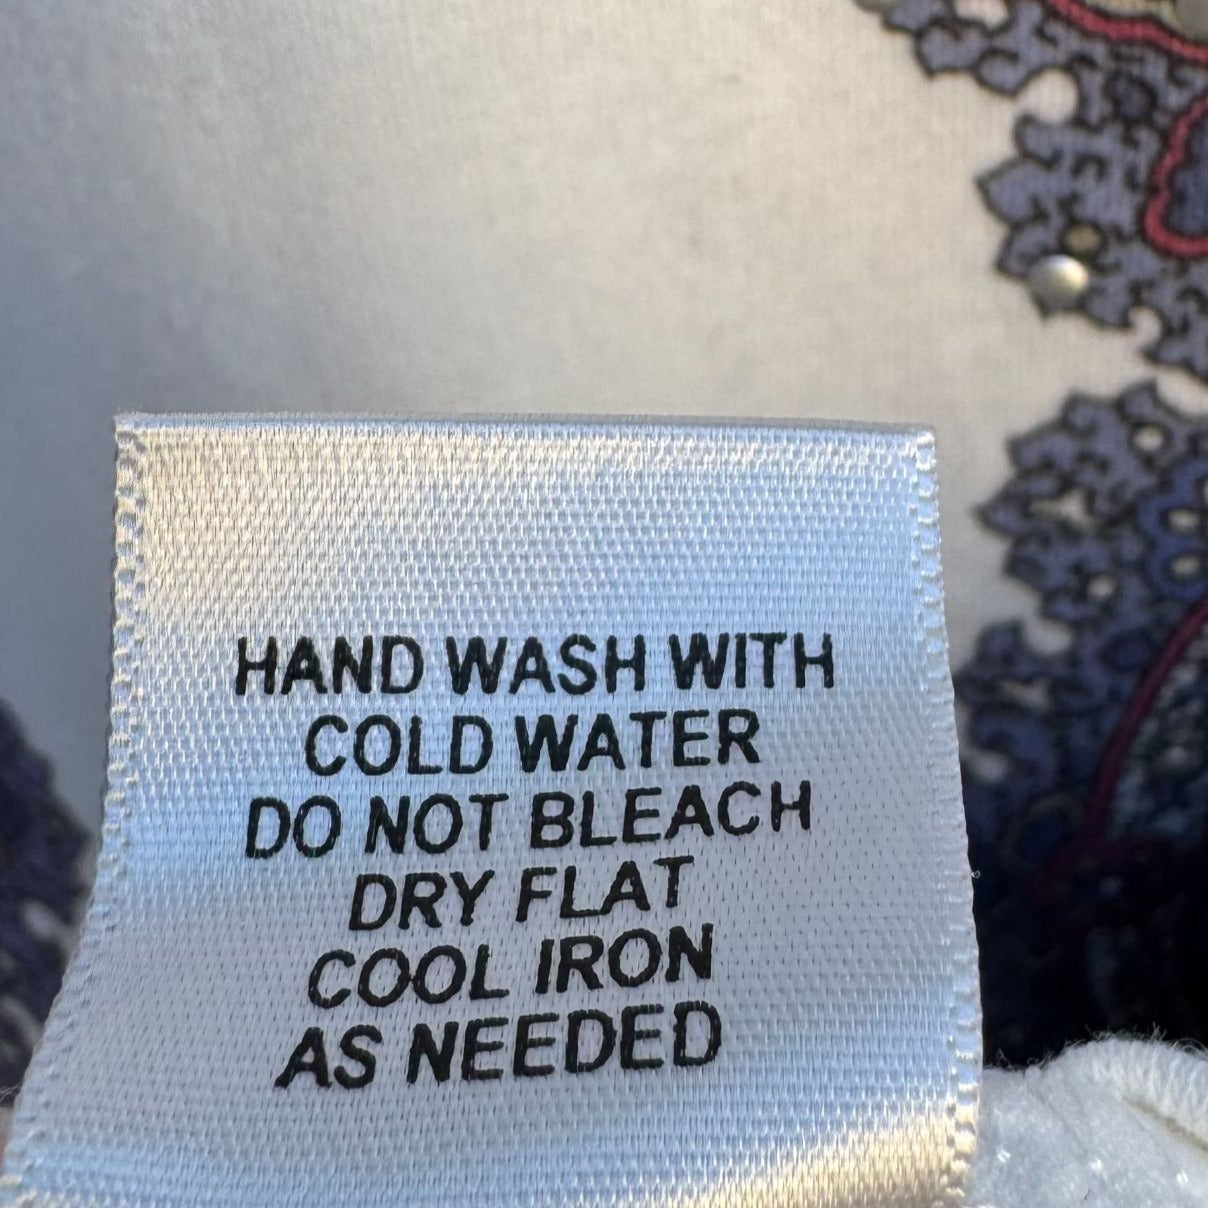 HAND WASH WITH
COLD WATER
DO NOT BLEACH
DRY FLAT
COOL IRON
AS NEEDED